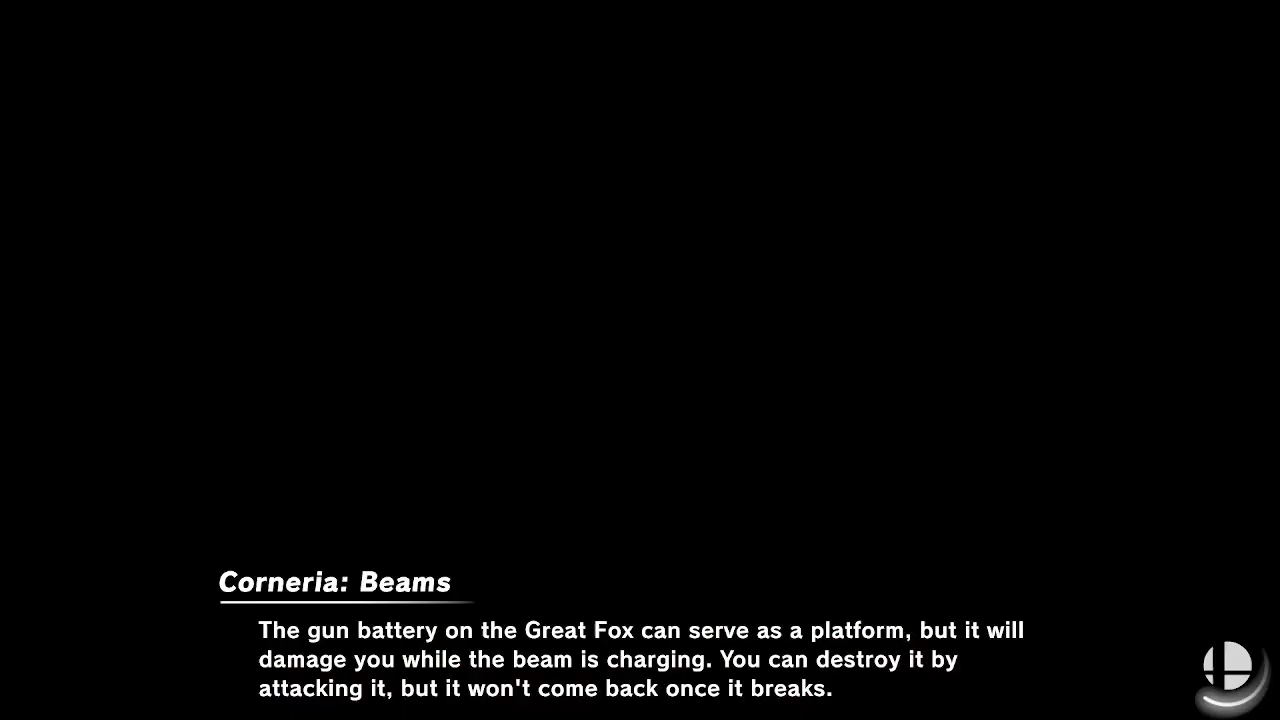 Corneria: Beams
The gun battery on the Great Fox can serve as a platform, but it will
damage you while the beam is charging. You can destroy it by
attacking it, but it won't come back once it breaks.